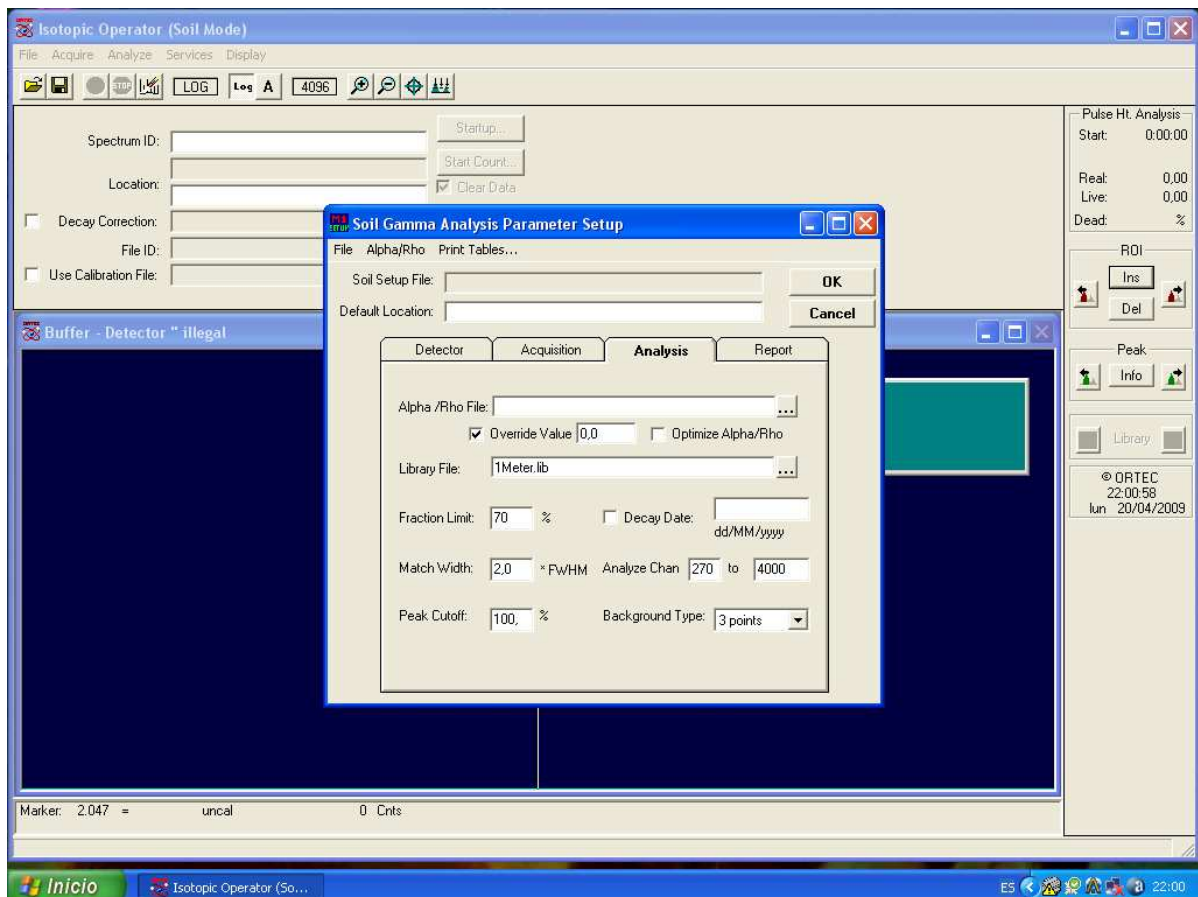 Isotopic Operator (Soil Mode)
File Acquire Analyze Services Display
STOP LOG Log A 4096
Spectrum ID:
Startup...
Start Count...
Location:
Clear Data
Decay Correction:
File ID:
Use Calibration File:
Soil Gamma Analysis Parameter Setup
File Alpha/Rho Print Tables...
Soil Setup File:
OK
Default Location:
Cancel
Detector Acquisition Analysis Report
Alpha /Rho File: ...
Override Value 0,0 Optimize Alpha/Rho
Library File: 1Meter.lib ...
Fraction Limit: 70 % Decay Date:
dd/MM/yyyy
Match Width: 2,0 * FWHM Analyze Chan 270 to 4000
Peak Cutoff: 100, % Background Type: 3 points
Buffer - Detector " illegal
Pulse Ht. Analysis
Start: 0:00:00
Real: 0,00
Live: 0,00
Dead: %
ROI
Ins
Del
Peak
Info
Library
© ORTEC
22:00:58
lun 20/04/2009
Marker: 2.047 = uncal 0 Cnts
Inicio
Isotopic Operator (So...
ES
22:00